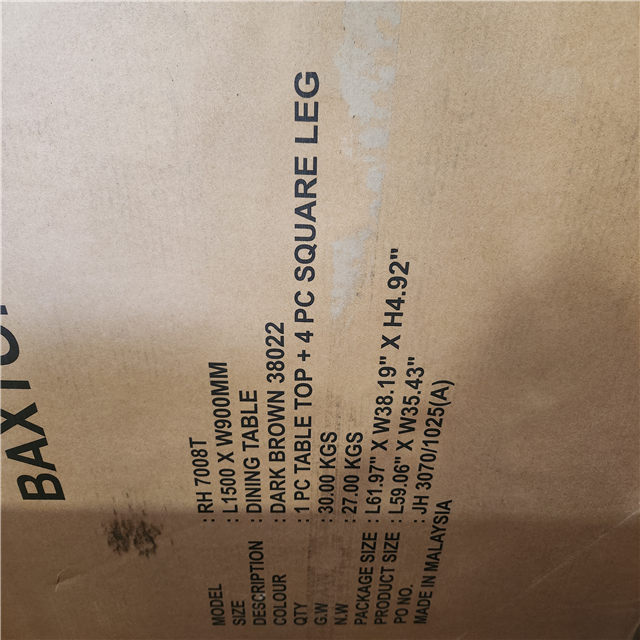 MODEL : RH 7008T
SIZE : L1500 X W900MM
DESCRIPTION : DINING TABLE
COLOUR : DARK BROWN 38022
QTY : 1 PC TABLE TOP + 4 PC SQUARE LEG
G.W : 30.00 KGS
N.W : 27.00 KGS
PACKAGE SIZE : L61.97" X W38.19" X H4.92"
PRODUCT SIZE : L59.06" X W35.43"
PO NO. : JH 3070/1025(A)
MADE IN MALAYSIA